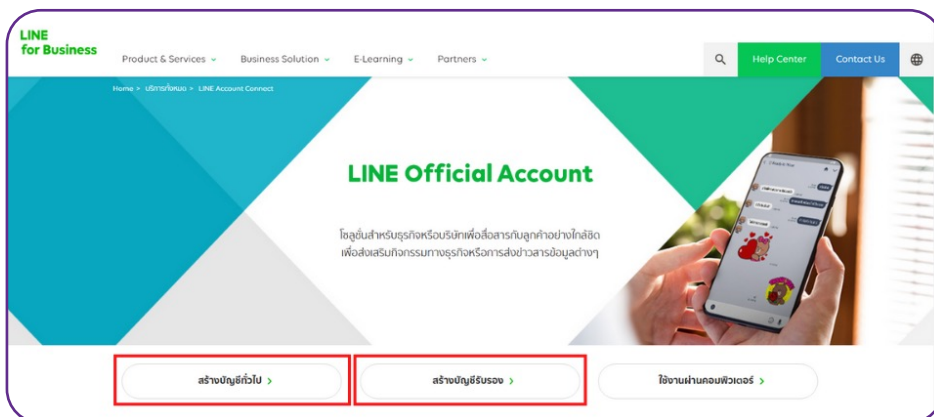 LINE
for Business
Product & Services
Business Solution
E-Learning
Partners
Help Center
Contact Us
Home > บริการทั้งหมด > LINE Account Connect
LINE Official Account
โซลูชั่นสำหรับธุรกิจหรือบริษัทเพื่อสื่อสารกับลูกค้าอย่างใกล้ชิด
เพื่อส่งเสริมกิจกรรมทางธุรกิจหรือการส่งข่าวสารข้อมูลต่างๆ
สร้างบัญชีทั่วไป >
สร้างบัญชีรับรอง >
ใช้งานผ่านคอมพิวเตอร์ >